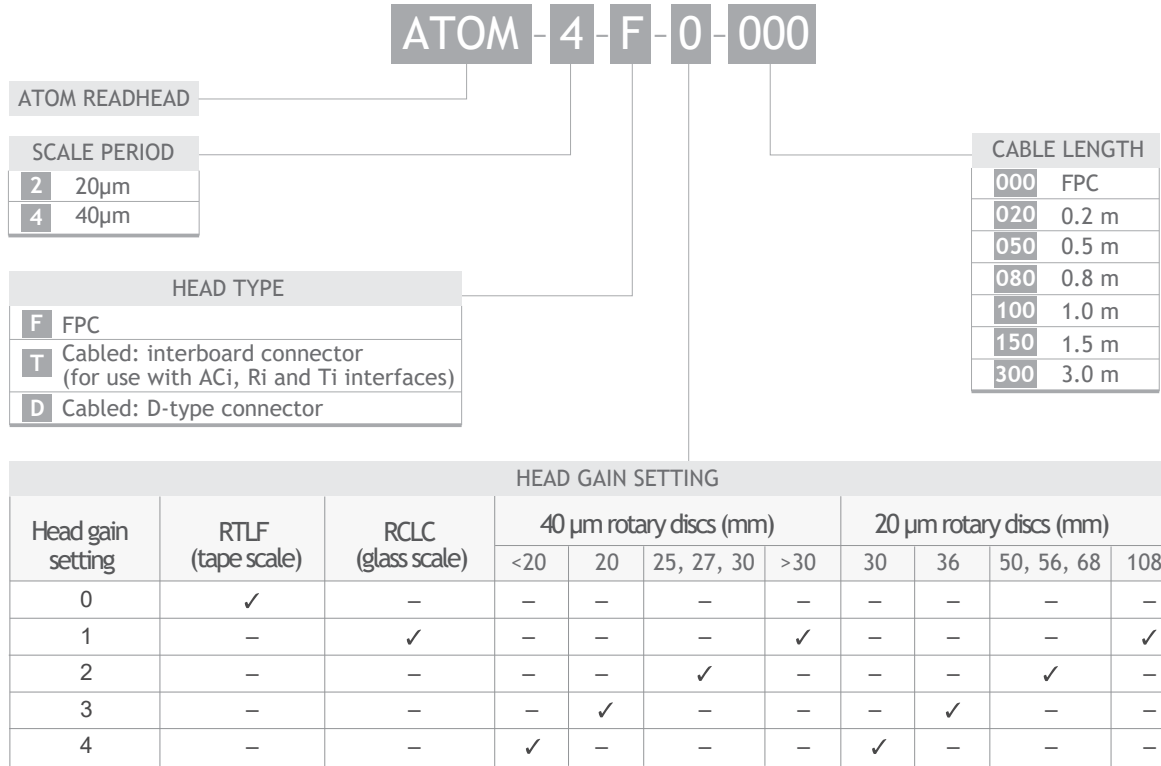 ATOM - 4 - F - 0 - 000
ATOM READHEAD
SCALE PERIOD
2 20µm
4 40µm
HEAD TYPE
F FPC
T Cabled: interboard connector
(for use with ACi, Ri and Ti interfaces)
D Cabled: D-type connector
CABLE LENGTH
000 FPC
020 0.2 m
050 0.5 m
080 0.8 m
100 1.0 m
150 1.5 m
300 3.0 m
HEAD GAIN SETTING
Head gain setting RTLF (tape scale) RCLC (glass scale) 40 µm rotary discs (mm) 20 µm rotary discs (mm)
<20 20 25, 27, 30 >30 30 36 50, 56, 68 108
0 ✓ – – – – – – – – –
1 – ✓ – – – ✓ – – – ✓
2 – – – – ✓ – – – ✓ –
3 – – – ✓ – – – ✓ – –
4 – – ✓ – – – ✓ – – –